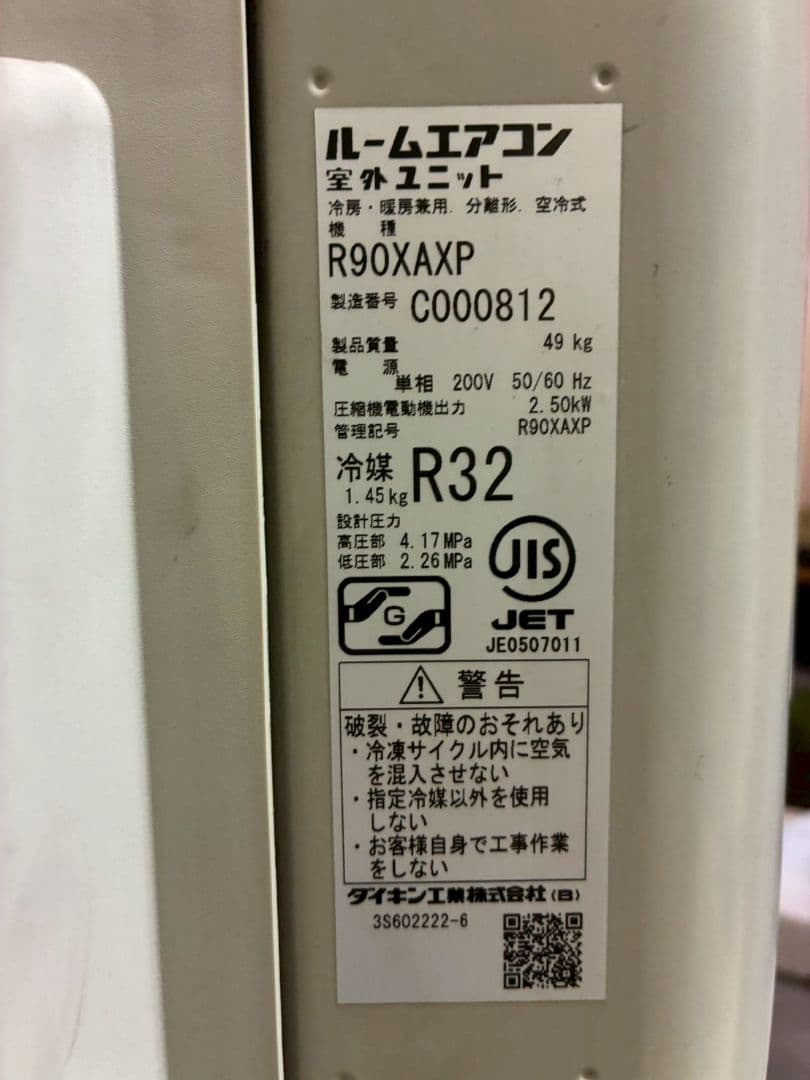 ルームエアコン
室外ユニット
冷房・暖房兼用. 分離形. 空冷式
機 種
R90XAXP
製造番号 C000812
製品質量 49 kg
電 源
単相 200V 50/60 Hz
圧縮機電動機出力 2.50kW
管理記号 R90XAXP
冷媒 R32
1.45kg
設計圧力
高圧部 4.17MPa
低圧部 2.26MPa
JIS
G
JET
JE0507011
警告
破裂・故障のおそれあり
・冷凍サイクル内に空気
を混入させない
・指定冷媒以外を使用
しない
・お客様自身で工事作業
をしない
ダイキン工業株式会社(B)
3S602222-6